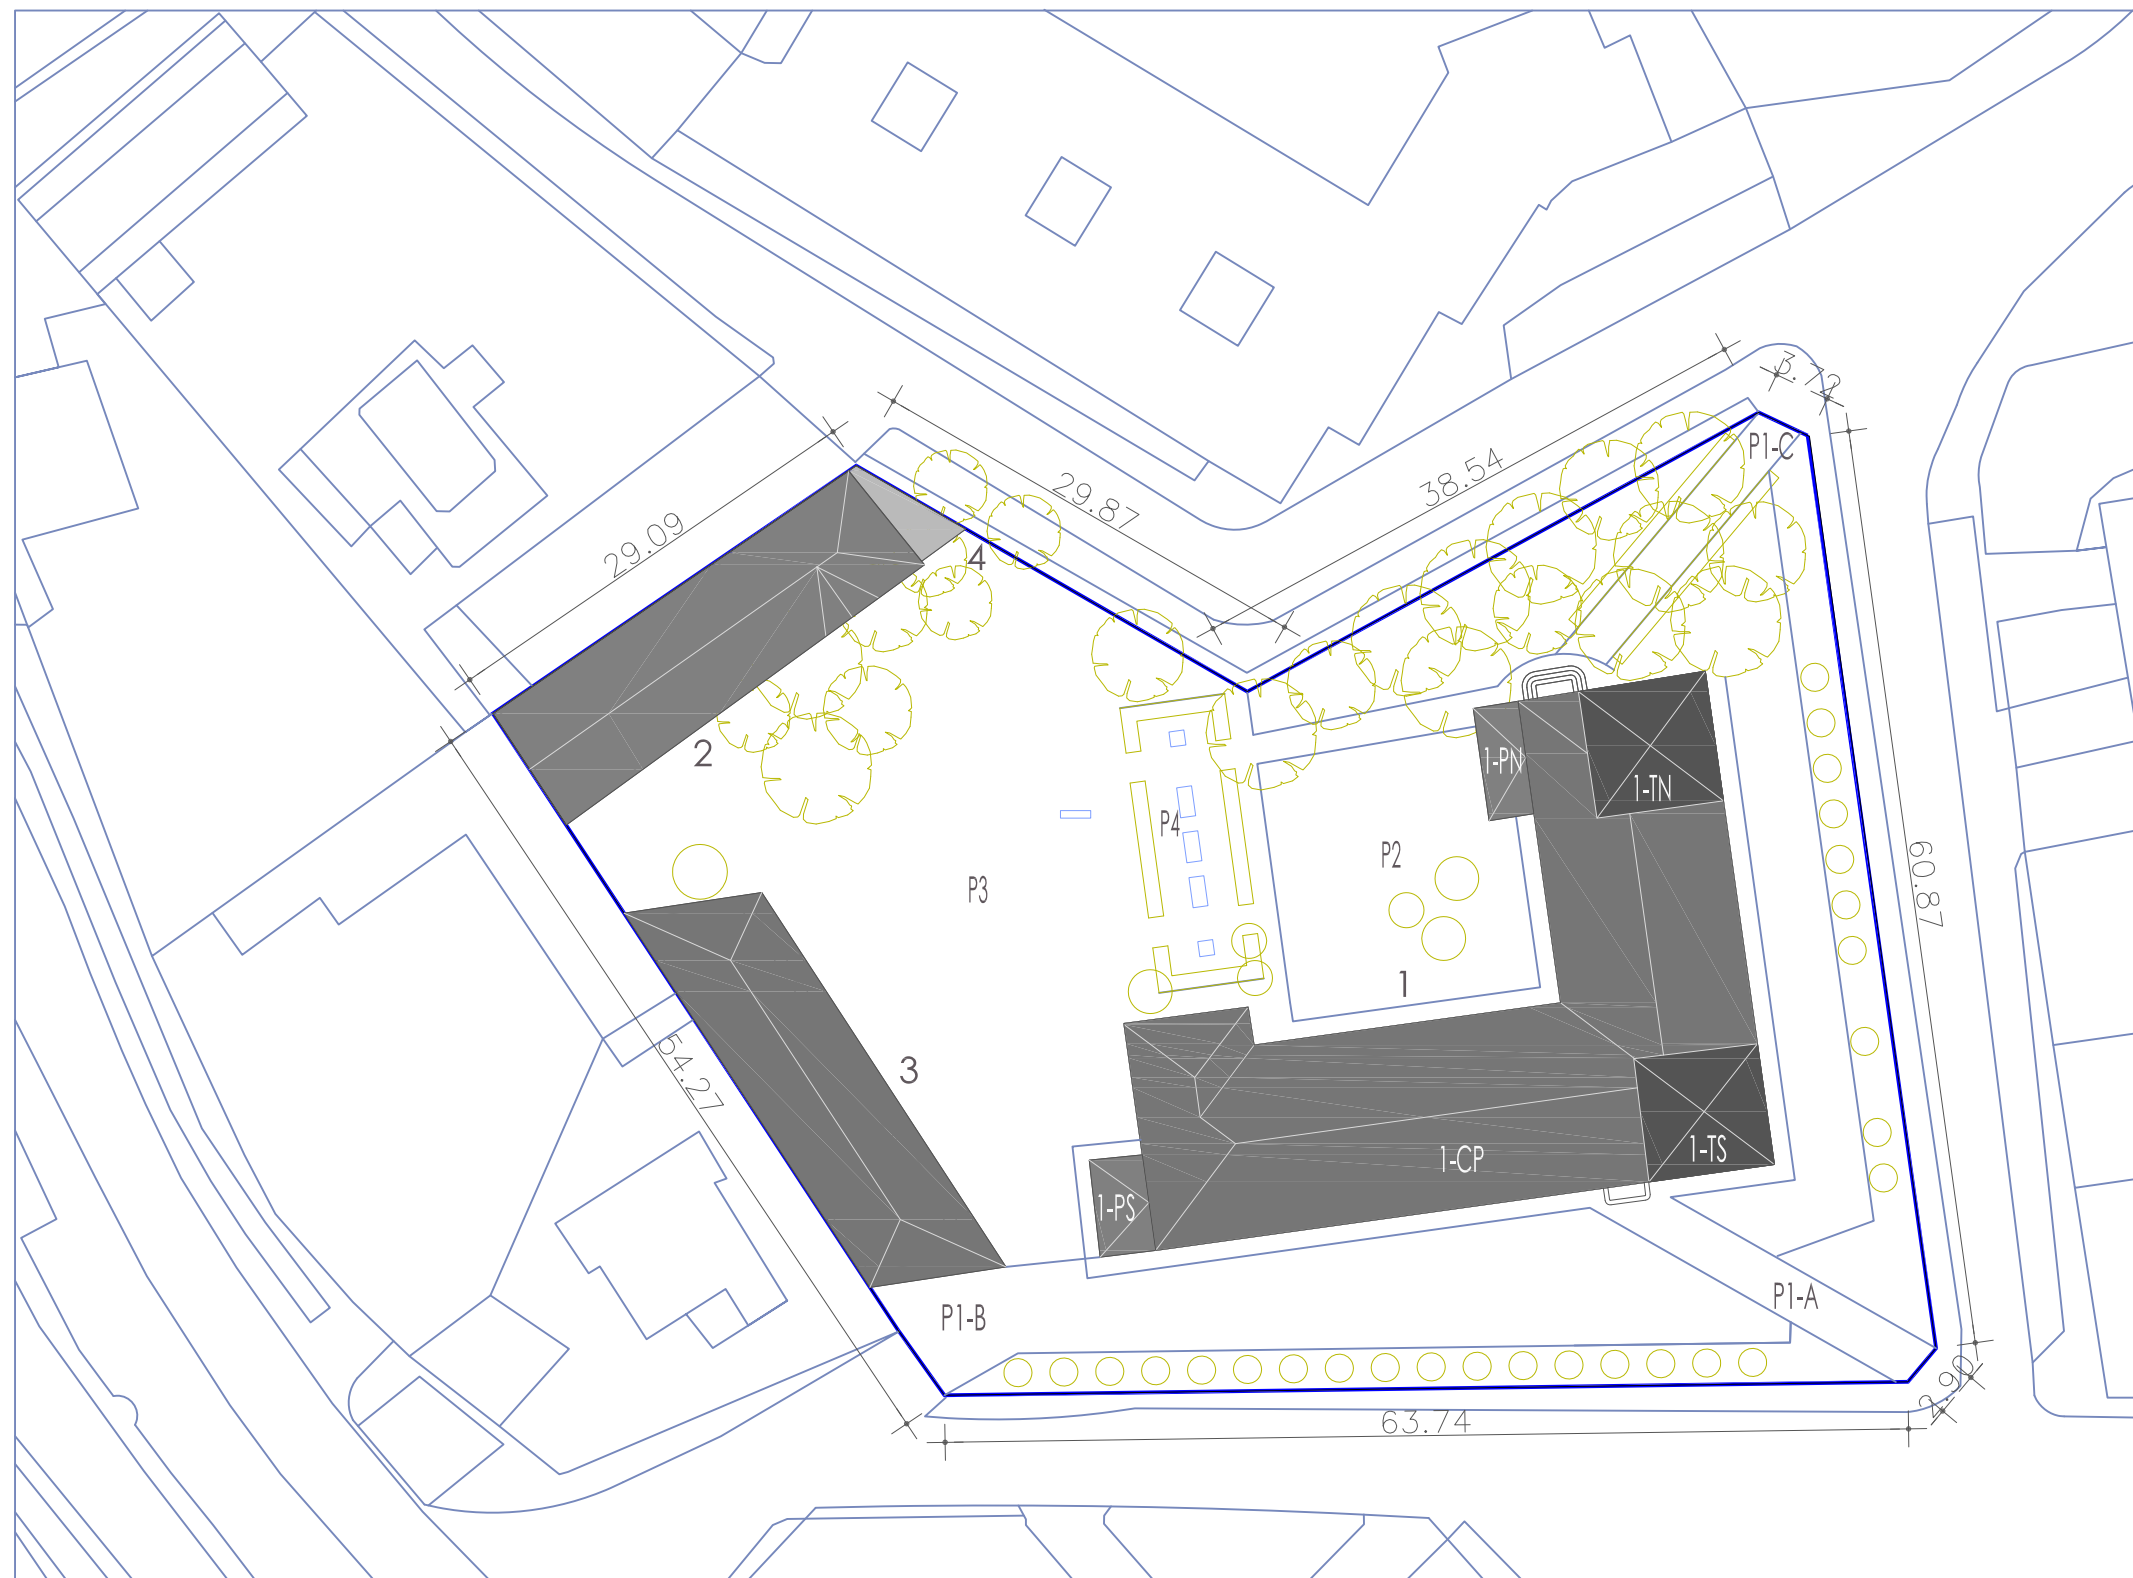 3.72
P1-C
38.54
29.87
29.09
4
2
1-PN
1-TN
P4
P2
P3
60.87
1
54.27
3
1-CP
1-TS
1-PS
P1-A
P1-B
2.90
63.74